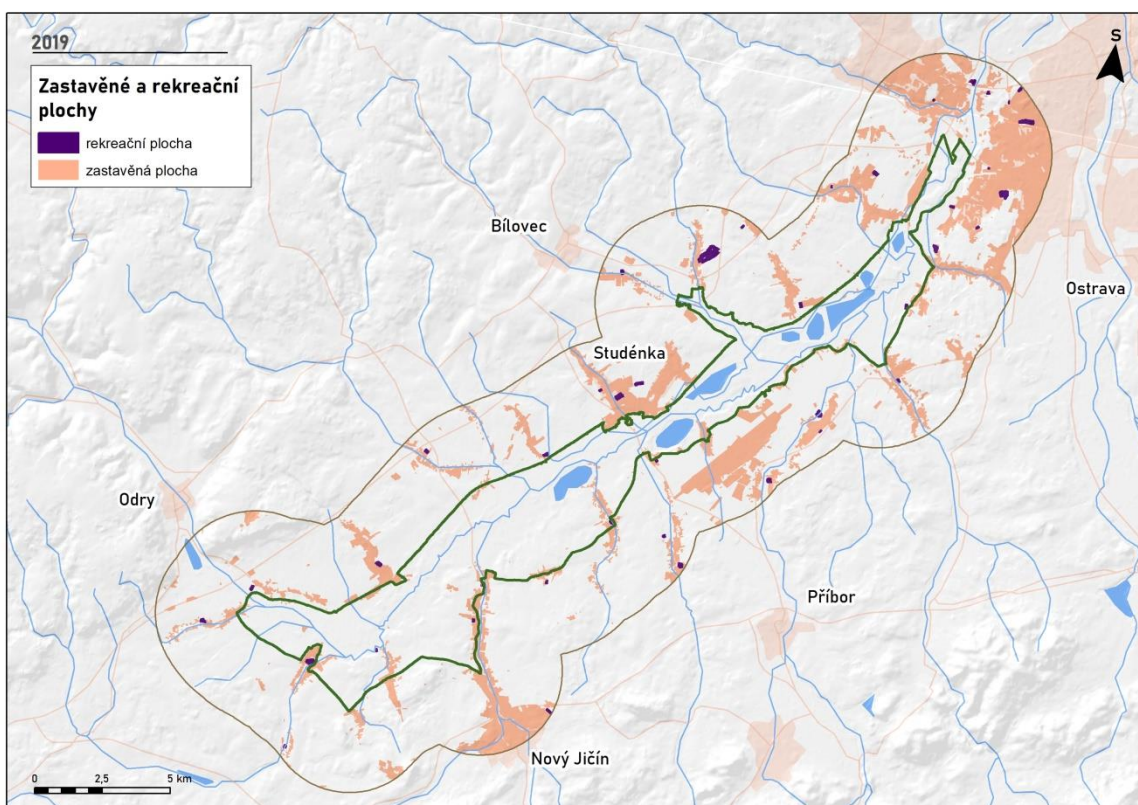 2019
Zastavěné a rekreační
plochy
rekreační plocha
zastavěná plocha
S
Bílovec
Ostrava
Studénka
Odry
Příbor
Nový Jičín
0 2,5 5 km